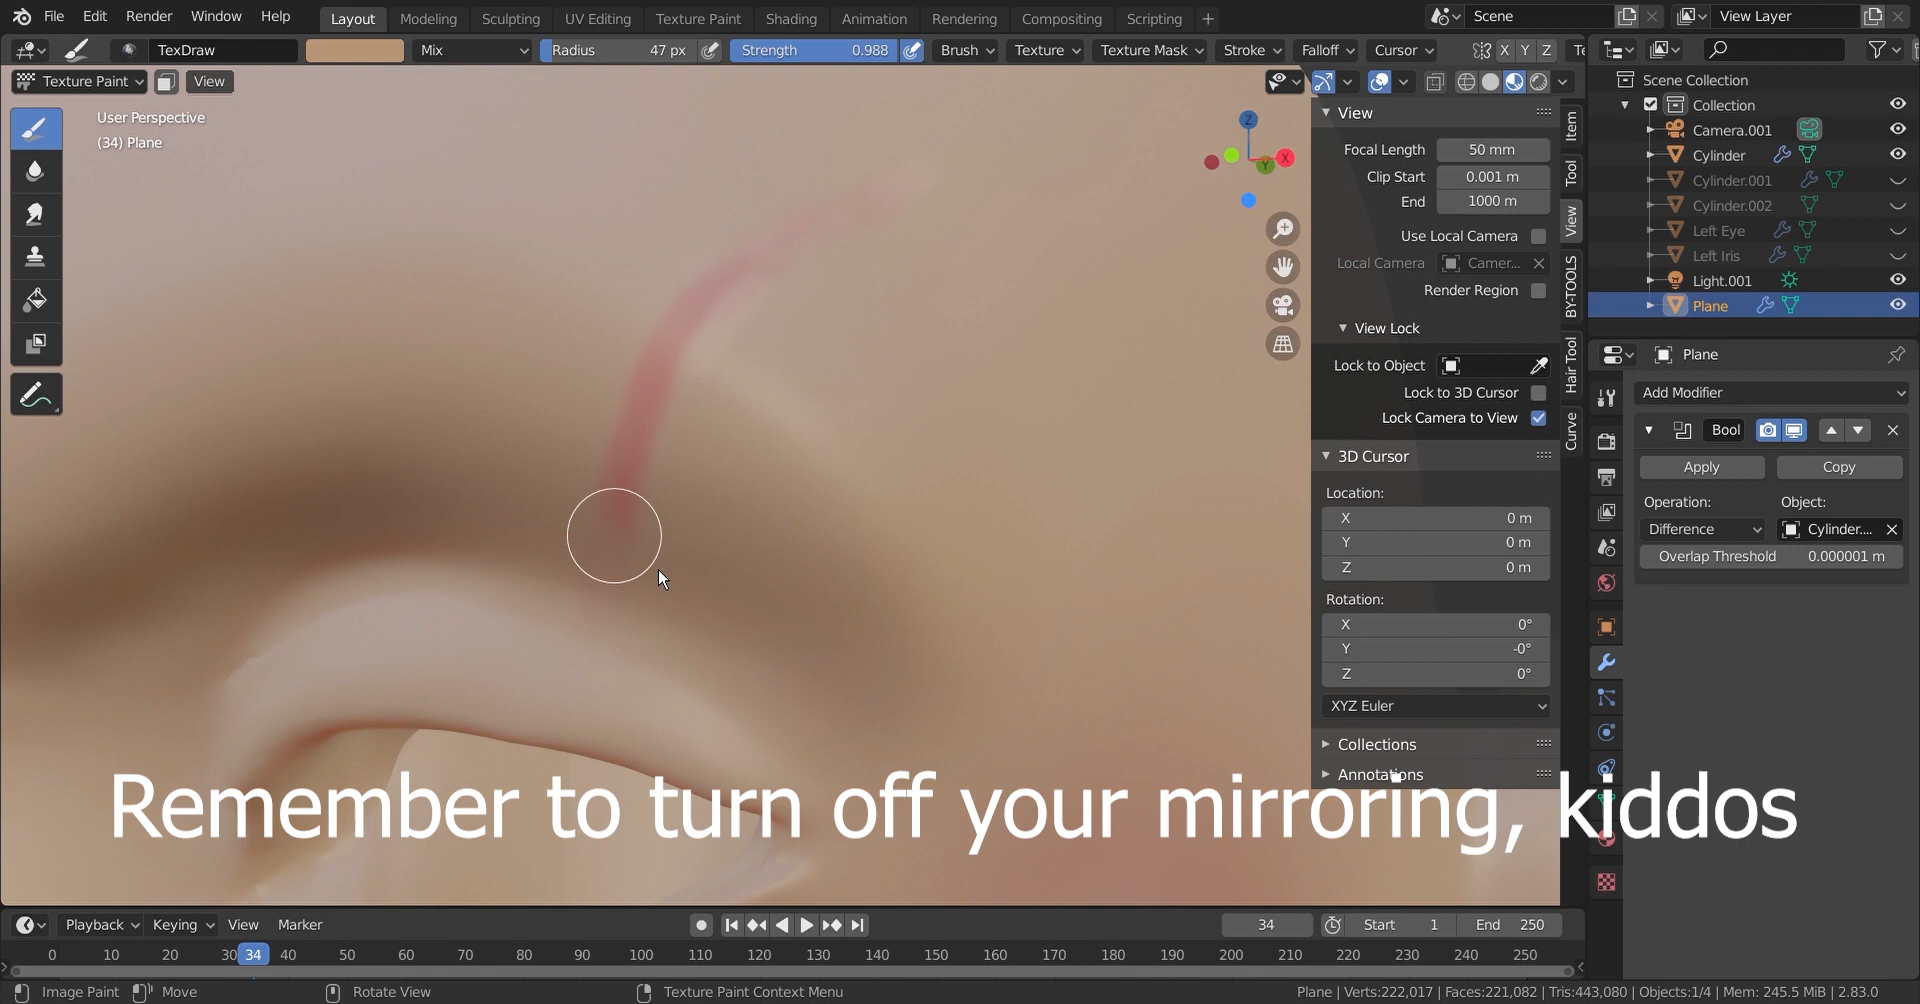 File Edit Render Window Help Layout Modeling Sculpting UV Editing Texture Paint Shading Animation Rendering Compositing Scripting + Scene View Layer
TexDraw Mix Radius 47 px Strength 0.988 Brush Texture Texture Mask Stroke Falloff Cursor X Y Z Te
Texture Paint View
User Perspective
(34) Plane
Z
X
Y
View
Focal Length 50 mm
Clip Start 0.001 m
End 1000 m
Use Local Camera
Local Camera Camer...
Render Region
View Lock
Lock to Object
Lock to 3D Cursor
Lock Camera to View
3D Cursor
Location:
X 0 m
Y 0 m
Z 0 m
Rotation:
X 0°
Y -0°
Z 0°
XYZ Euler
Collections
Annotations
Item
Tool
View
BY-TOOLS
Hair Tool
Curve
Scene Collection
Collection
Camera.001
Cylinder
Cylinder.001
Cylinder.002
Left Eye
Left Iris
Light.001
Plane
Plane
Add Modifier
Bool
Apply Copy
Operation: Object:
Difference Cylinder....
Overlap Threshold 0.000001 m
Remember to turn off your mirroring, kiddos
Playback Keying View Marker 34 Start 1 End 250
0 10 20 30 34 40 50 60 70 80 90 100 110 120 130 140 150 160 170 180 190 200 210 220 230 240 250
Image Paint Move Rotate View Texture Paint Context Menu Plane | Verts:222,017 | Faces:221,082 | Tris:443,080 | Objects:1/4 | Mem: 245.5 MiB | 2.83.0